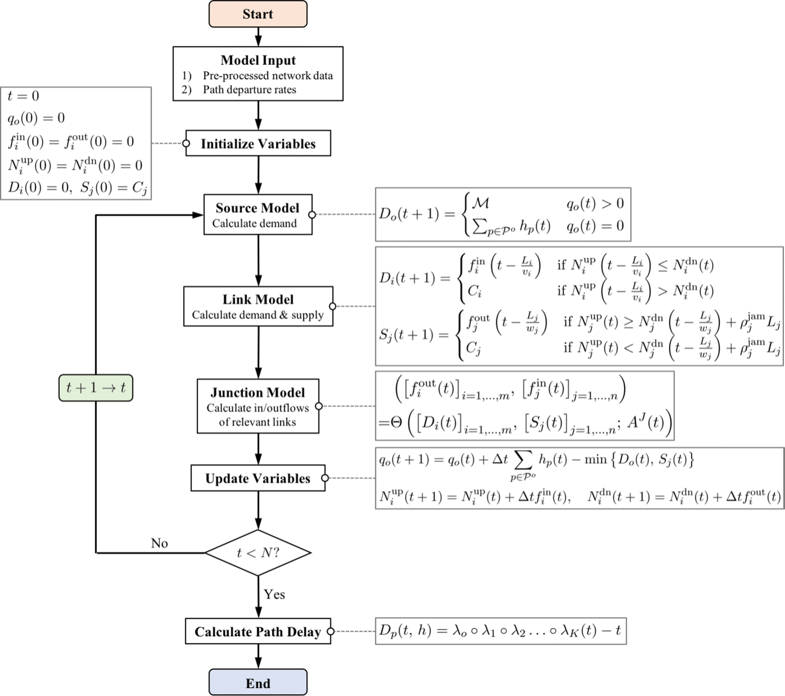 Start
Model Input
1) Pre-processed network data
2) Path departure rates
t = 0
q_o(0) = 0
f_i^in(0) = f_i^out(0) = 0
N_i^up(0) = N_i^dn(0) = 0
D_i(0) = 0, S_j(0) = C_j
Initialize Variables
Source Model
Calculate demand
D_o(t + 1) = { M q_o(t) > 0
∑_{p∈P^o} h_p(t) q_o(t) = 0
Link Model
Calculate demand & supply
D_i(t + 1) = { f_i^in (t − L_i/v_i) if N_i^up (t − L_i/v_i) ≤ N_i^dn(t)
C_i if N_i^up (t − L_i/v_i) > N_i^dn(t)
S_j(t + 1) = { f_j^out (t − L_j/w_j) if N_j^up(t) ≥ N_j^dn (t − L_j/w_j) + ρ_j^jam L_j
C_j if N_j^up(t) < N_j^dn (t − L_j/w_j) + ρ_j^jam L_j
t + 1 → t
Junction Model
Calculate in/outflows
of relevant links
([f_i^out(t)]_{i=1,...,m}, [f_j^in(t)]_{j=1,...,n})
=Θ ([D_i(t)]_{i=1,...,m}, [S_j(t)]_{j=1,...,n}; A^J(t))
Update Variables
q_o(t + 1) = q_o(t) + Δt ∑_{p∈P^o} h_p(t) − min {D_o(t), S_j(t)}
N_i^up(t + 1) = N_i^up(t) + Δt f_i^in(t), N_i^dn(t + 1) = N_i^dn(t) + Δt f_i^out(t)
No
t < N?
Yes
Calculate Path Delay
D_p(t, h) = λ_o ∘ λ_1 ∘ λ_2 . . . ∘ λ_K(t) − t
End